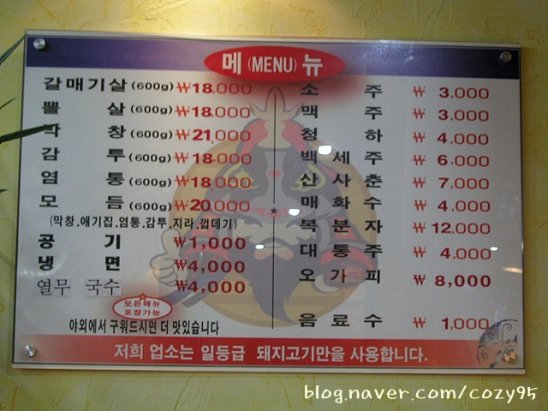 메 (MENU) 뉴
갈매기살 (600g) ₩18,000
뽈 살 (600g) ₩18,000
막 창 (600g) ₩21,000
감 투 (600g) ₩18,000
염 통 (600g) ₩18,000
모 듬 (600g) ₩20,000
(막창,애기집,염통,감투,지라,껍데기)
공 기 ₩1,000
냉 면 ₩4,000
열무 국수 ₩4,000
모든메뉴
포장가능
야외에서 구워드시면 더 맛있습니다
소 주 ₩ 3,000
맥 주 ₩ 3,000
청 하 ₩ 4,000
백 세 주 ₩ 6,000
산 사 춘 ₩ 7,000
매 화 수 ₩ 4,000
복 분 자 ₩ 12,000
대 통 주 ₩ 4,000
오 가 피 ₩ 8,000
음 료 수 ₩ 1,000
저희 업소는 일등급 돼지고기만을 사용합니다.
blog.naver.com/cozy95